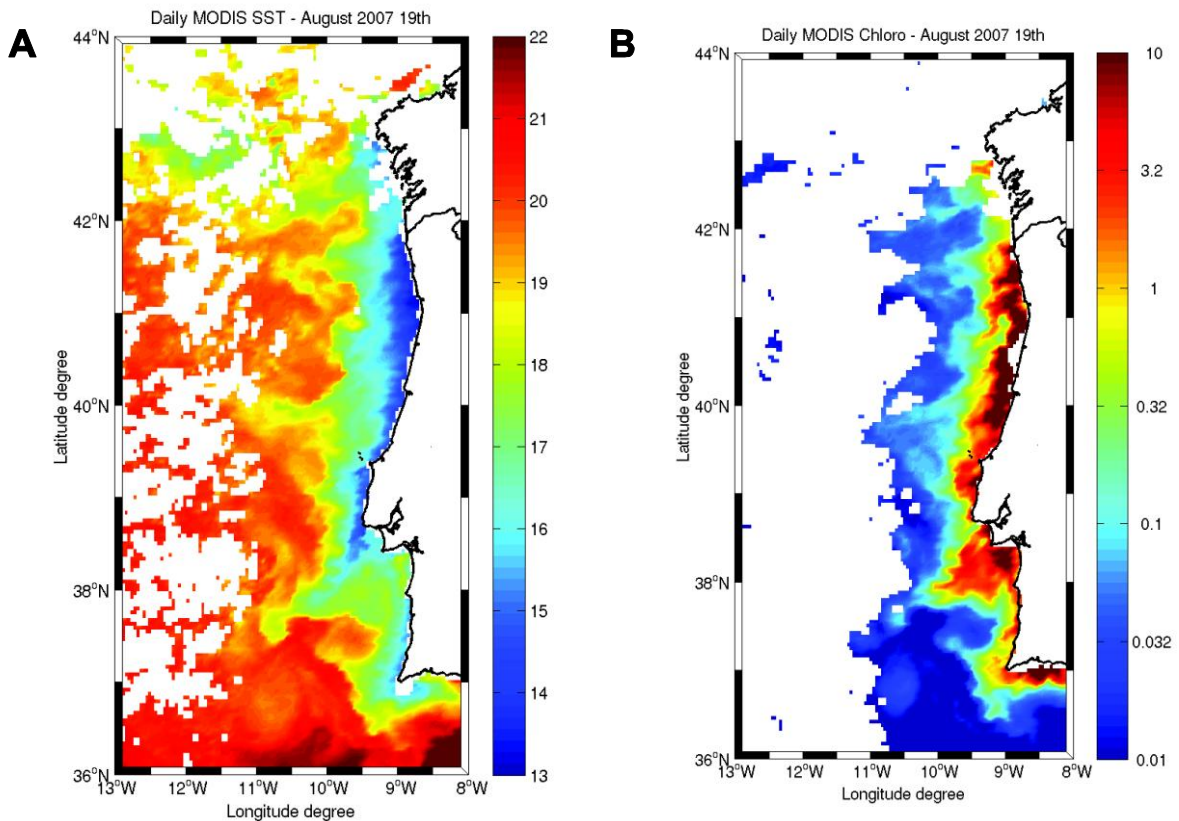 A
Daily MODIS SST - August 2007 19th
44°N
42°N
40°N
38°N
36°N
Latitude degree
13°W 12°W 11°W 10°W 9°W 8°W
Longitude degree
22
21
20
19
18
17
16
15
14
13
B
Daily MODIS Chloro - August 2007 19th
44°N
42°N
40°N
38°N
36°N
Latitude degree
13°W 12°W 11°W 10°W 9°W 8°W
Longitude degree
10
3.2
1
0.32
0.1
0.032
0.01